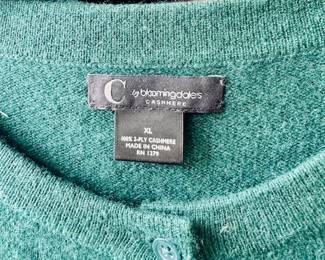 C by bloomingdale's
CASHMERE
XL
100% 2-PLY CASHMERE
MADE IN CHINA
RN 1279